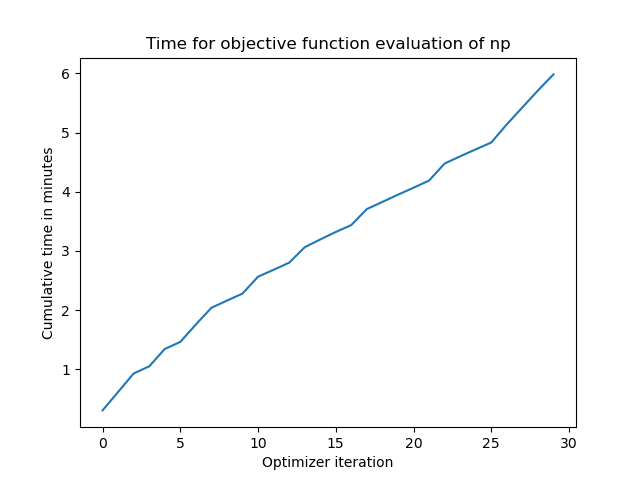 Time for objective function evaluation of np
Cumulative time in minutes
6
5
4
3
2
1
0 5 10 15 20 25 30
Optimizer iteration